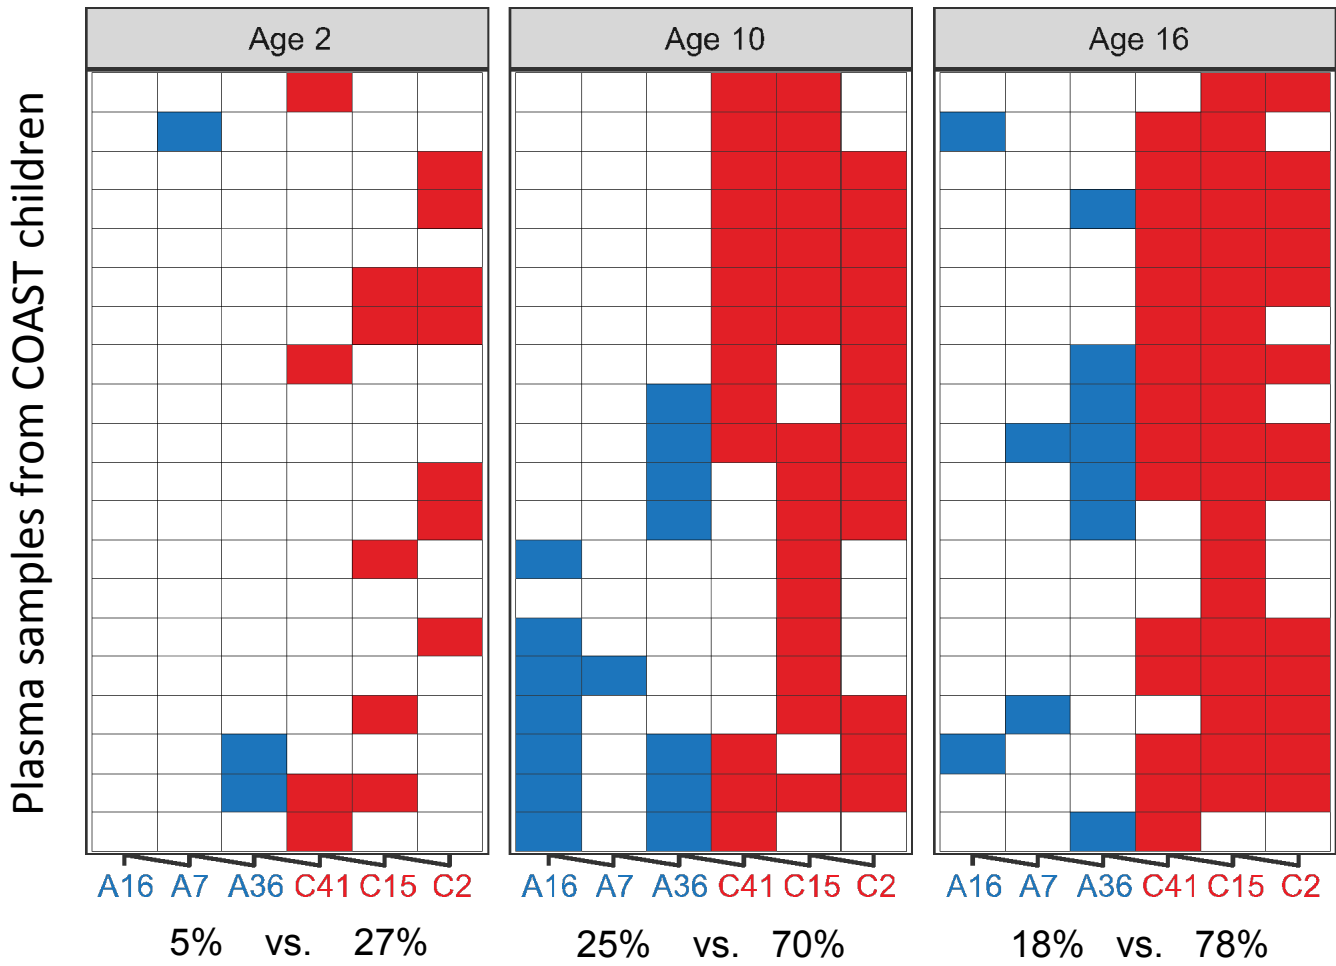 Age 2 Age 10 Age 16
Plasma samples from COAST children
A16 A7 A36 C41 C15 C2 A16 A7 A36 C41 C15 C2 A16 A7 A36 C41 C15 C2
5% vs. 27% 25% vs. 70% 18% vs. 78%